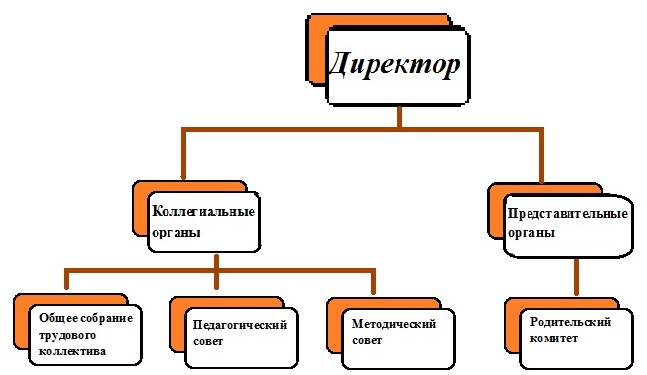 Директор
Коллегиальные
органы
Представительные
органы
Общее собрание
трудового
коллектива
Педагогический
совет
Методический
совет
Родительский
комитет